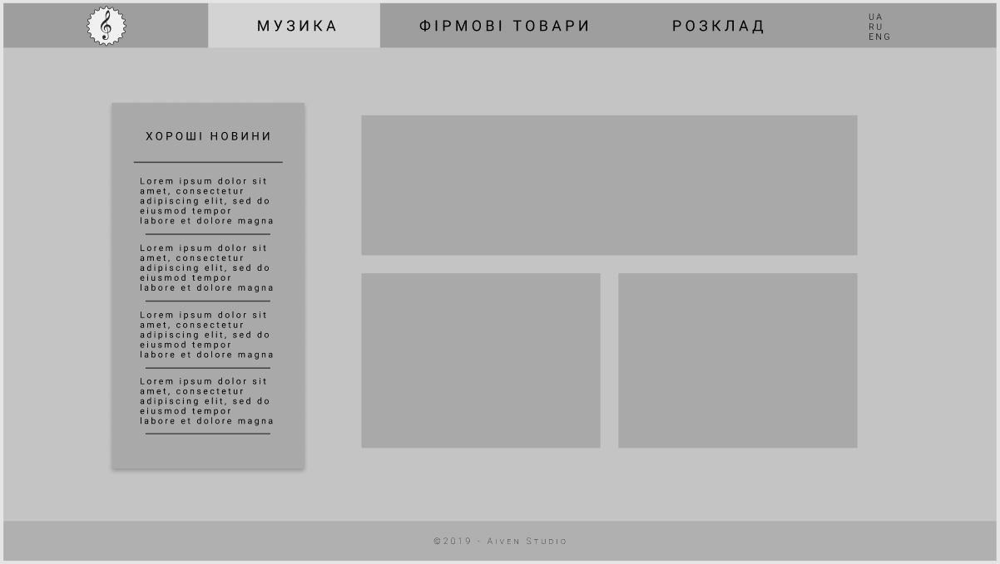 МУЗИКА
ФІРМОВІ ТОВАРИ
РОЗКЛАД
UA
RU
ENG
ХОРОШІ НОВИНИ
Lorem ipsum dolor sit
amet, consectetur
adipiscing elit, sed do
eiusmod tempor
labore et dolore magna
Lorem ipsum dolor sit
amet, consectetur
adipiscing elit, sed do
eiusmod tempor
labore et dolore magna
Lorem ipsum dolor sit
amet, consectetur
adipiscing elit, sed do
eiusmod tempor
labore et dolore magna
Lorem ipsum dolor sit
amet, consectetur
adipiscing elit, sed do
eiusmod tempor
labore et dolore magna
©2019 - Aiven Studio